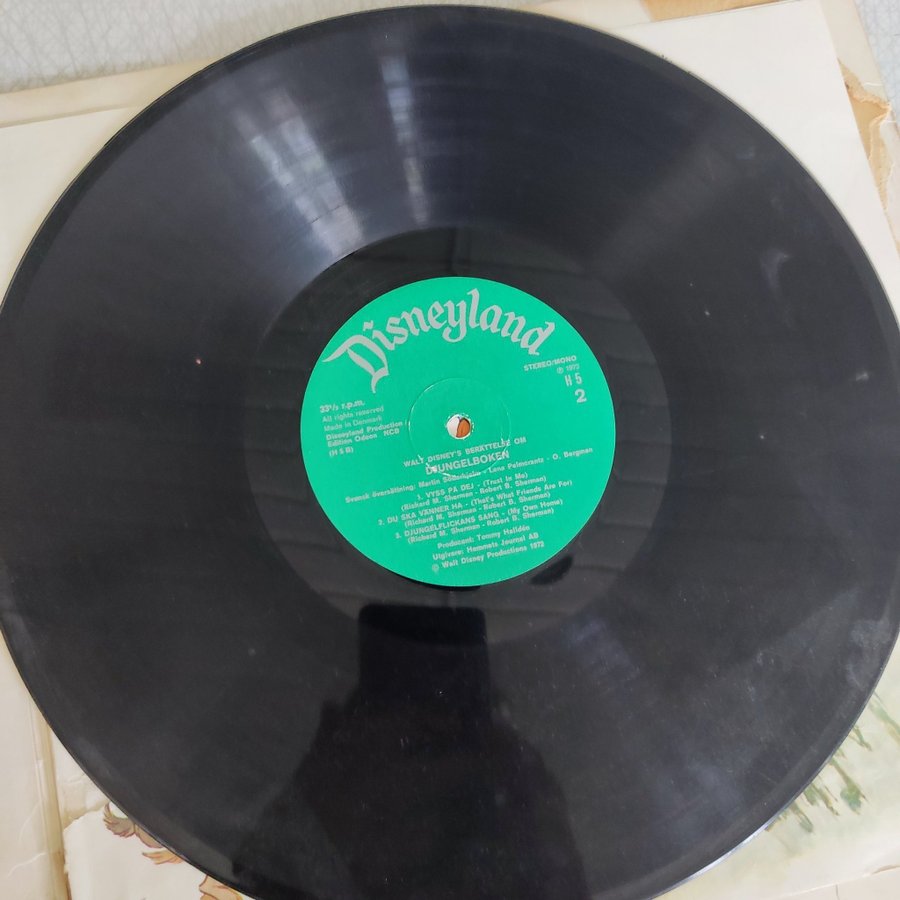 Disneyland
STEREO/MONO
℗ 1973
H 5
2
33 1/3 r.p.m.
All rights reserved
Made in Denmark
Disneyland Production
Edition Odeon NCB
(H 5 B)
WALT DISNEY'S BERÄTTELSE OM
DJUNGELBOKEN
Svensk översättning: Martin Söderhjelm - Lena Palmcrantz - O. Bergman
1. VYSS PÅ DEJ - (Trust In Me)
(Richard M. Sherman - Robert B. Sherman)
2. DU SKA VÄNNER HA - (That's What Friends Are For)
(Richard M. Sherman - Robert B. Sherman)
3. DJUNGELFLICKANS SÅNG - (My Own Home)
(Richard M. Sherman - Robert B. Sherman)
Producent: Tommy Halldén
Utgivare: Hemmets Journal AB
© Walt Disney Productions 1973